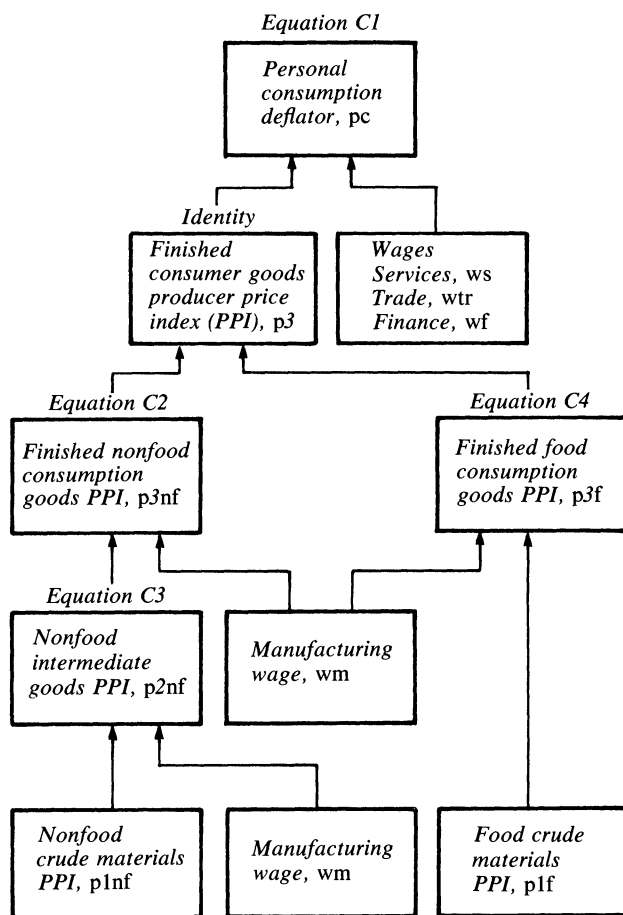 Equation C1
Personal
consumption
deflator, pc
Identity
Finished
consumer goods
producer price
index (PPI), p3
Wages
Services, ws
Trade, wtr
Finance, wf
Equation C2
Finished nonfood
consumption
goods PPI, p3nf
Equation C4
Finished food
consumption
goods PPI, p3f
Equation C3
Nonfood
intermediate
goods PPI, p2nf
Manufacturing
wage, wm
Nonfood
crude materials
PPI, p1nf
Manufacturing
wage, wm
Food crude
materials
PPI, p1f